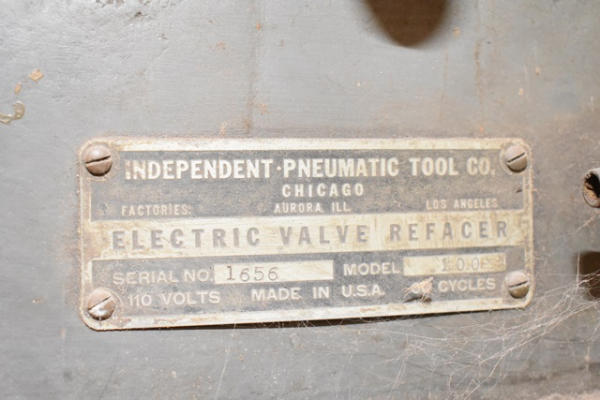 INDEPENDENT·PNEUMATIC TOOL CO.
CHICAGO
FACTORIES: AURORA ILL. LOS ANGELES
ELECTRIC VALVE REFACER
SERIAL NO. 1656 MODEL
110 VOLTS MADE IN U.S.A. CYCLES